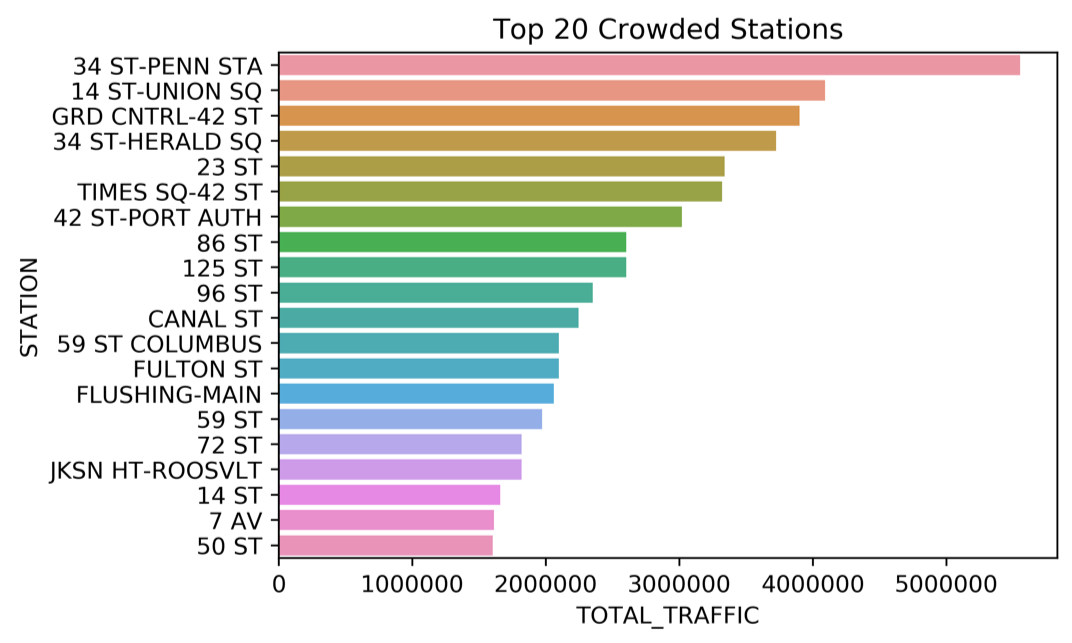 Top 20 Crowded Stations
34 ST-PENN STA
14 ST-UNION SQ
GRD CNTRL-42 ST
34 ST-HERALD SQ
23 ST
TIMES SQ-42 ST
42 ST-PORT AUTH
86 ST
125 ST
96 ST
CANAL ST
59 ST COLUMBUS
FULTON ST
FLUSHING-MAIN
59 ST
72 ST
JKSN HT-ROOSVLT
14 ST
7 AV
50 ST
STATION
0 1000000 2000000 3000000 4000000 5000000
TOTAL_TRAFFIC